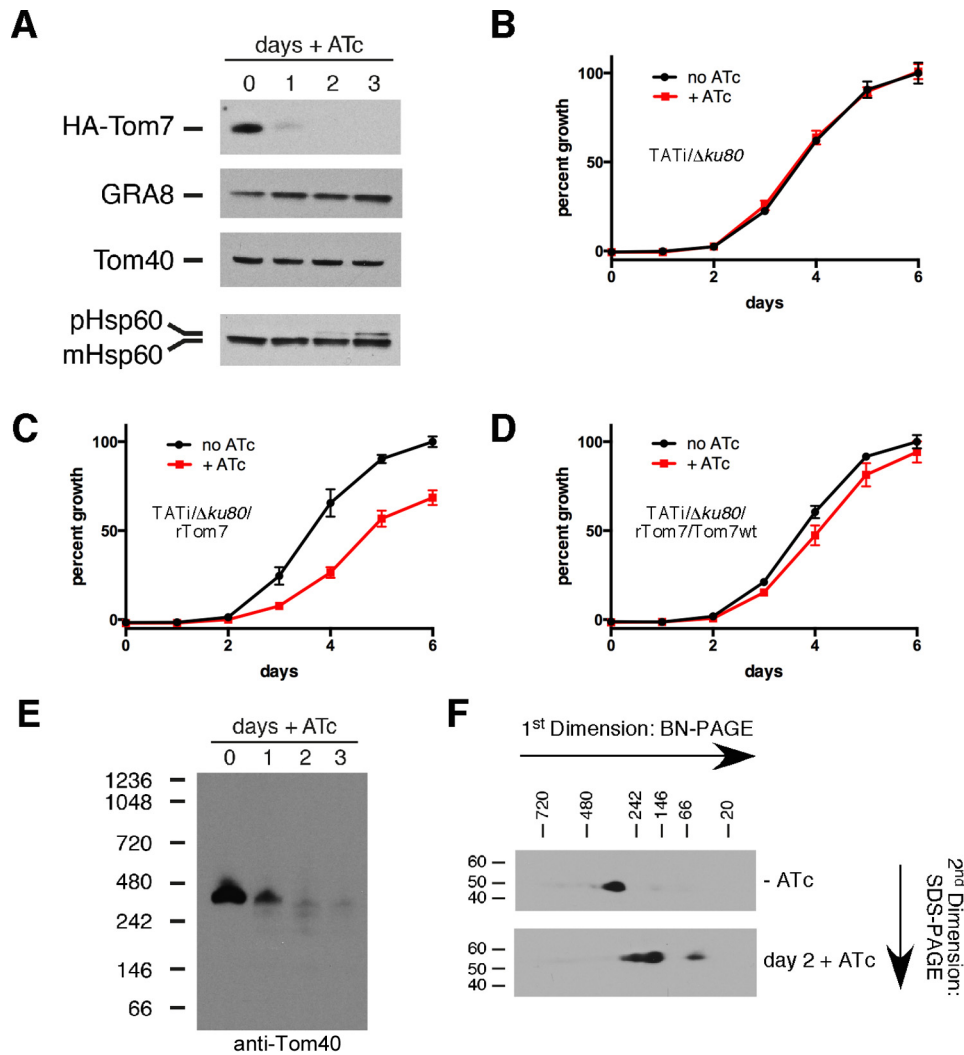 A
days + ATc
0 1 2 3
HA-Tom7
GRA8
Tom40
pHsp60
mHsp60
B
percent growth
100
50
0
no ATc
+ ATc
TATi/Δku80
0 2 4 6
days
C
percent growth
100
50
0
no ATc
+ ATc
TATi/Δku80/
rTom7
0 2 4 6
days
D
percent growth
100
50
0
no ATc
+ ATc
TATi/Δku80/
rTom7/Tom7wt
0 2 4 6
days
E
days + ATc
0 1 2 3
1236
1048
720
480
242
146
66
anti-Tom40
F
1st Dimension: BN-PAGE
720 480 242 146 66 20
60
50
40
- ATc
60
50
40
day 2 + ATc
2nd Dimension:
SDS-PAGE